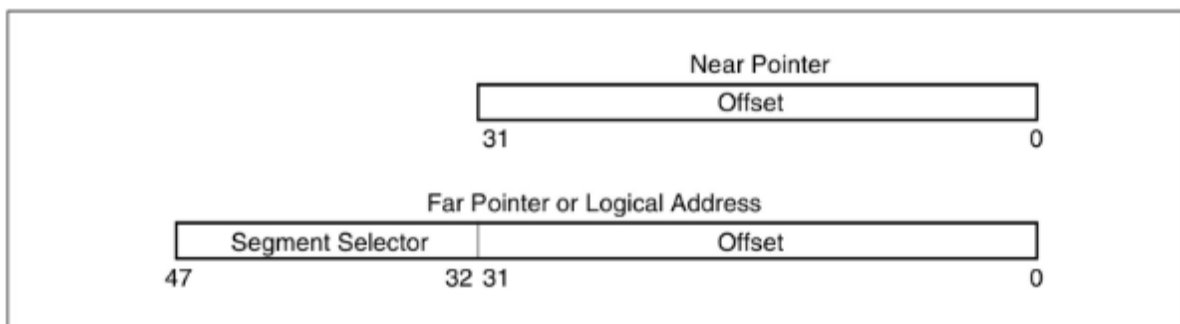 Near Pointer
Offset
31 0
Far Pointer or Logical Address
Segment Selector Offset
47 32 31 0